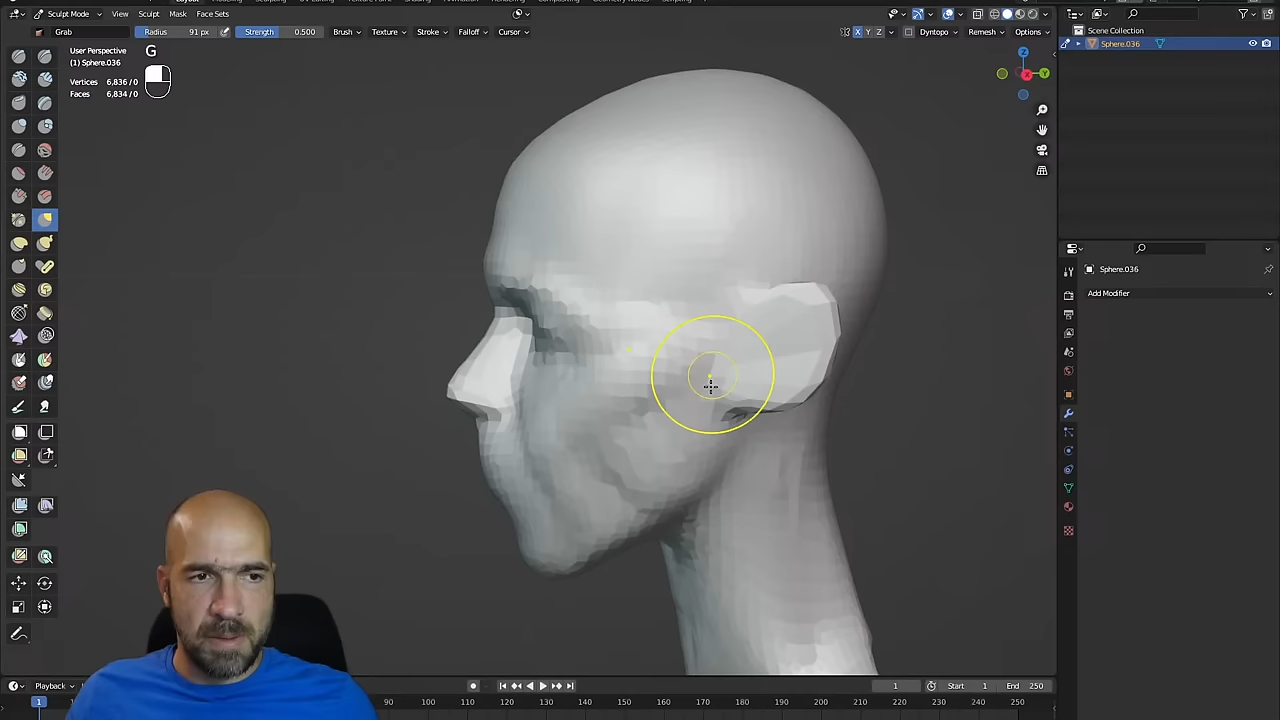 Sculpt Mode View Sculpt Mask Face Sets
Grab Radius 91 px Strength 0.500 Brush Texture Stroke Falloff Cursor X Y Z Dyntopo Remesh Options
User Perspective
(1) Sphere.036
G
Vertices 6,836 / 0
Faces 6,834 / 0
Z
Y
X
Scene Collection
Sphere.036
Sphere.036
Add Modifier
Playback
1 Start 1 End 250
1 90 100 110 120 130 140 150 160 170 180 190 200 210 220 230 240 250